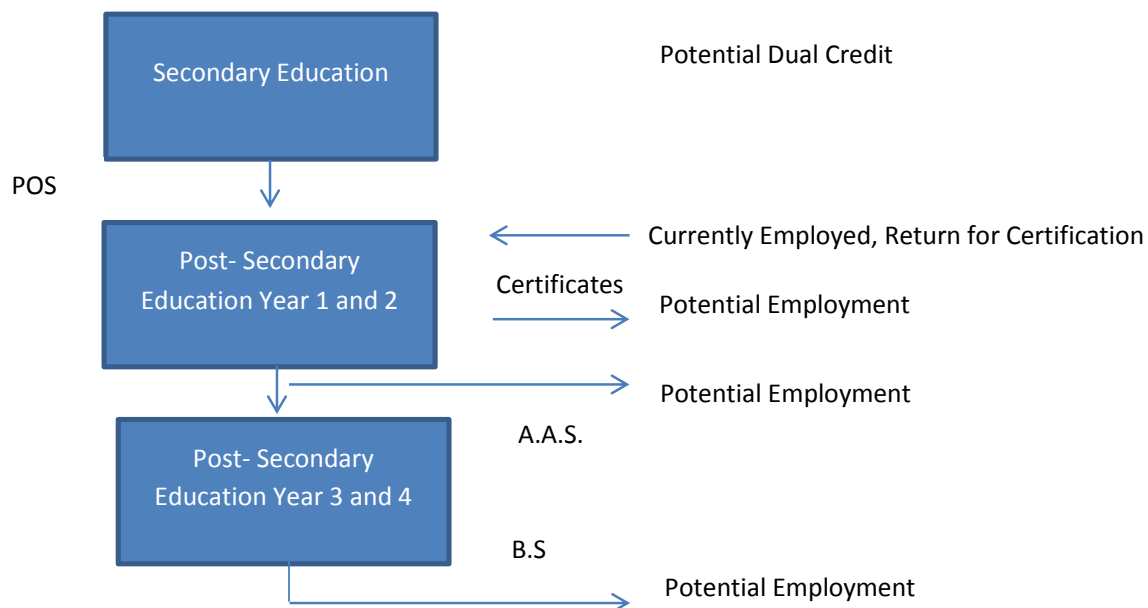 Secondary Education
Potential Dual Credit
POS
Currently Employed, Return for Certification
Post- Secondary
Education Year 1 and 2
Certificates
Potential Employment
Potential Employment
A.A.S.
Post- Secondary
Education Year 3 and 4
B.S
Potential Employment